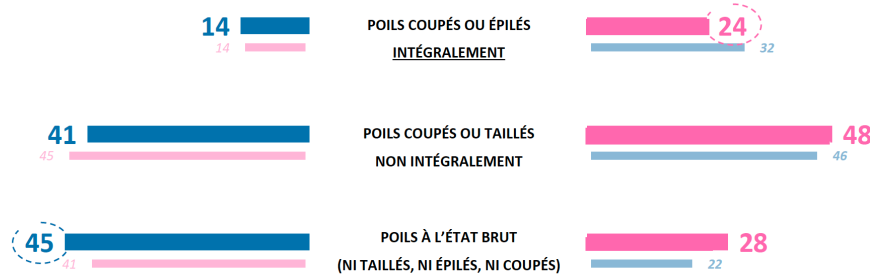 14 POILS COUPÉS OU ÉPILÉS 24
14 INTÉGRALEMENT 32
41 POILS COUPÉS OU TAILLÉS 48
45 NON INTÉGRALEMENT 46
45 POILS À L’ÉTAT BRUT 28
41 (NI TAILLÉS, NI ÉPILÉS, NI COUPÉS) 22